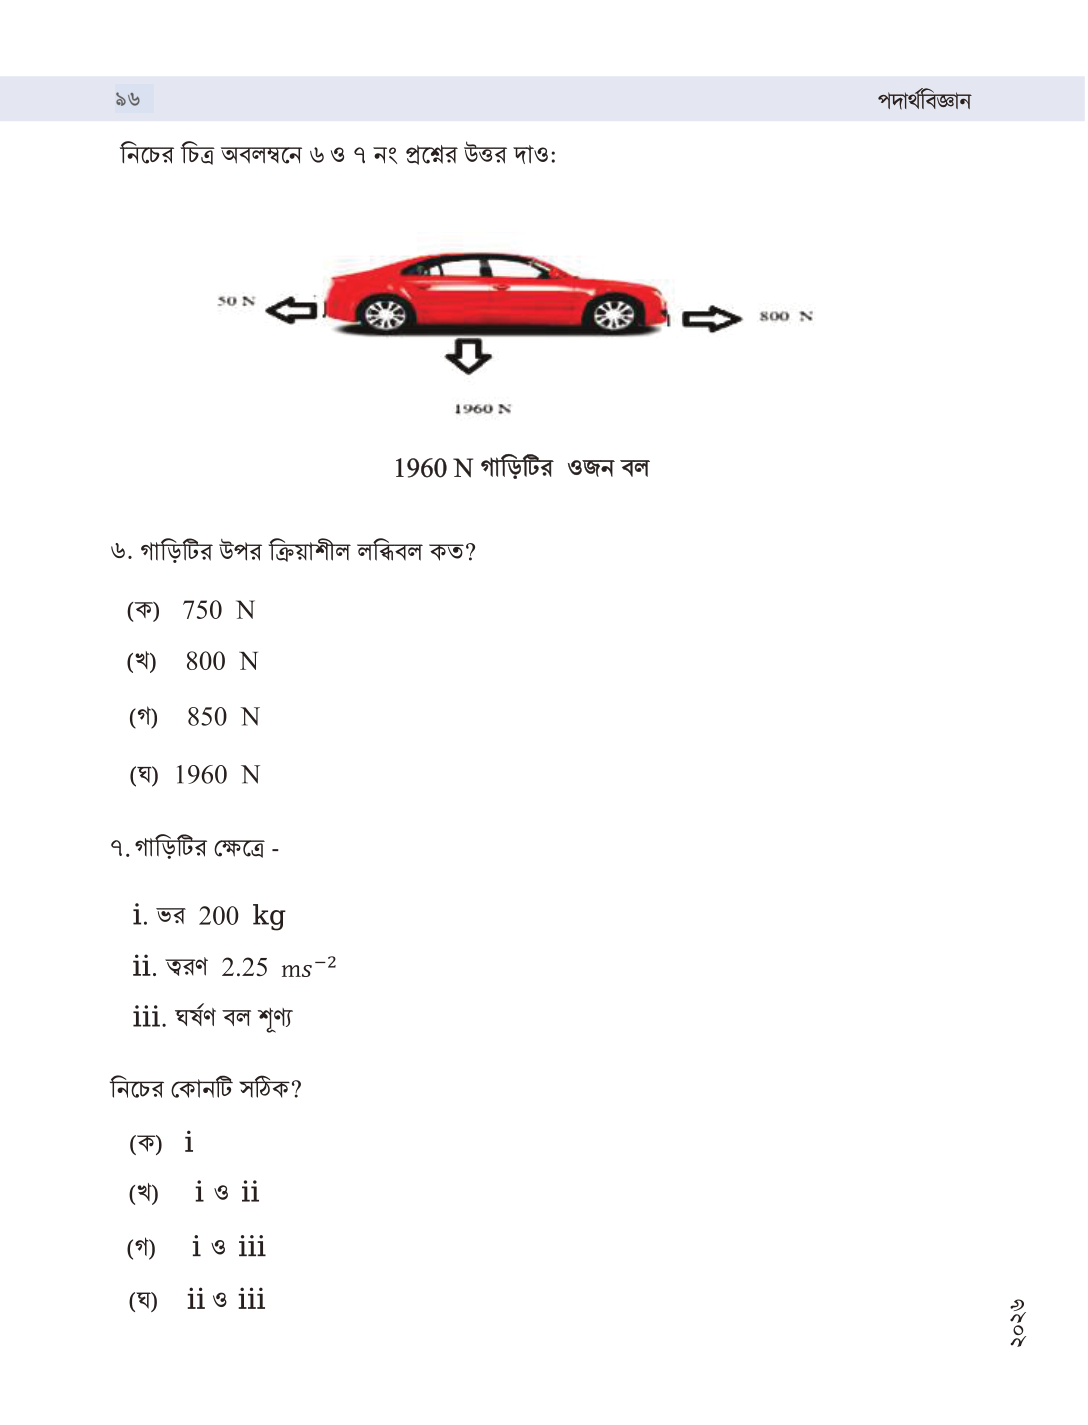 ৯৬ পদার্থবিজ্ঞান
নিচের চিত্র অবলম্বনে ৬ ও ৭ নং প্রশ্নের উত্তর দাও:
50 N
800 N
1960 N
1960 N গাড়িটির ওজন বল
৬. গাড়িটির উপর ক্রিয়াশীল লব্ধিবল কত?
(ক) 750 N
(খ) 800 N
(গ) 850 N
(ঘ) 1960 N
৭. গাড়িটির ক্ষেত্রে -
i. ভর 200 kg
ii. ত্বরণ 2.25 ms⁻²
iii. ঘর্ষণ বল শূণ্য
নিচের কোনটি সঠিক?
(ক) i
(খ) i ও ii
(গ) i ও iii
(ঘ) ii ও iii
২০২৬